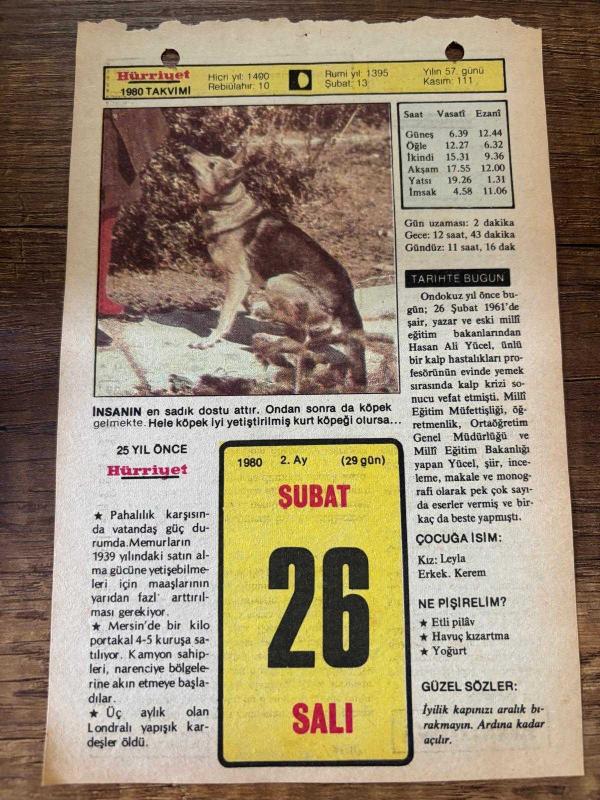 Hürriyet
1980 TAKVİMİ
Hicri yıl: 1400
Rebiülahır: 10
Rumi yıl: 1395
Şubat: 13
Yılın 57. günü
Kasım: 111
Saat Vasatî Ezanî
Güneş 6.39 12.44
Öğle 12.27 6.32
İkindi 15.31 9.36
Akşam 17.55 12.00
Yatsı 19.26 1.31
İmsak 4.58 11.06
Gün uzaması: 2 dakika
Gece: 12 saat, 43 dakika
Gündüz: 11 saat, 16 dak
TARİHTE BUGÜN
Ondokuz yıl önce bu-
gün; 26 Şubat 1961'de
şair, yazar ve eski millî
eğitim bakanlarından
Hasan Ali Yücel, ünlü
bir kalp hastalıkları pro-
fesörünün evinde yemek
sırasında kalp krizi so-
nucu vefat etmişti. Millî
Eğitim Müfettişliği, öğ-
retmenlik, Ortaöğretim
Genel Müdürlüğü ve
Millî Eğitim Bakanlığı
yapan Yücel, şiir, ince-
leme, makale ve monog-
rafi olarak pek çok sayı-
da eserler vermiş ve bir-
kaç da beste yapmıştı.
ÇOCUĞA İSİM:
Kız: Leyla
Erkek. Kerem
NE PİŞİRELİM?
★ Etli pilâv
★ Havuç kızartma
★ Yoğurt
GÜZEL SÖZLER:
İyilik kapınızı aralık bı-
rakmayın. Ardına kadar
açılır.
İNSANIN en sadık dostu attır. Ondan sonra da köpek
gelmekte. Hele köpek iyi yetiştirilmiş kurt köpeği olursa...
25 YIL ÖNCE
Hürriyet
★ Pahalılık karşısın-
da vatandaş güç du-
rumda.Memurların
1939 yılındaki satın al
ma gücüne yetişebilme-
leri için maaşlarının
yarıdan fazl arttırıl-
ması gerekiyor.
★ Mersin'de bir kilo
portakal 4-5 kuruşa sa-
tılıyor. Kamyon sahip-
leri, narenciye bölgele-
rine akın etmeye başla-
dılar.
★ Üç aylık olan
Londralı yapışık kar-
deşler öldü.
1980 2. Ay (29 gün)
ŞUBAT
26
SALI